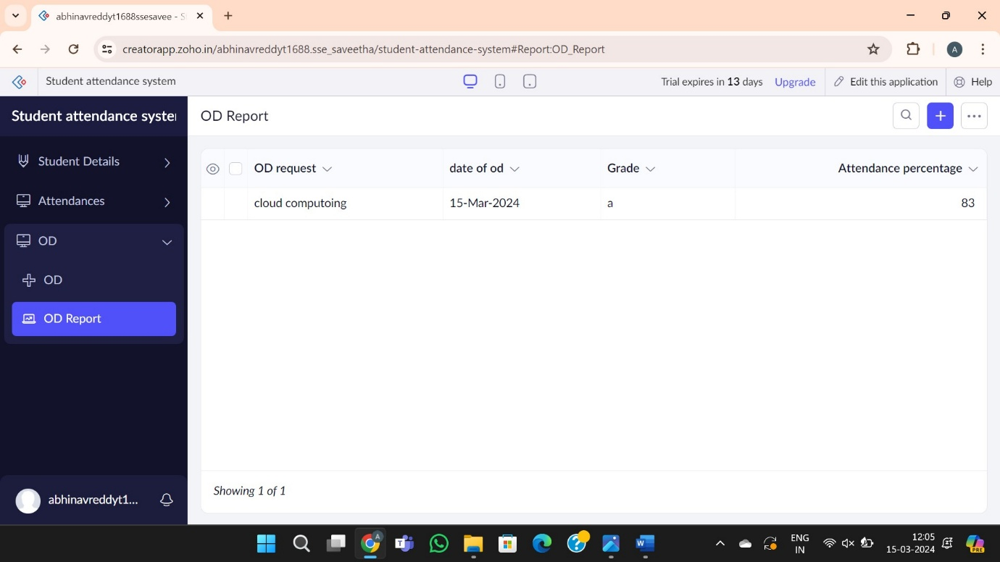 abhinavreddyt1688ssesavee - S
creatorapp.zoho.in/abhinavreddyt1688.sse_saveetha/student-attendance-system#Report:OD_Report
A
Student attendance system
Trial expires in 13 days
Upgrade
Edit this application
Help
Student attendance syster
OD Report
Student Details
Attendances
OD
OD
OD Report
OD request
date of od
Grade
Attendance percentage
cloud computoing
15-Mar-2024
a
83
Showing 1 of 1
abhinavreddyt1...
A
T
W
ENG
IN
12:05
15-03-2024
PRE